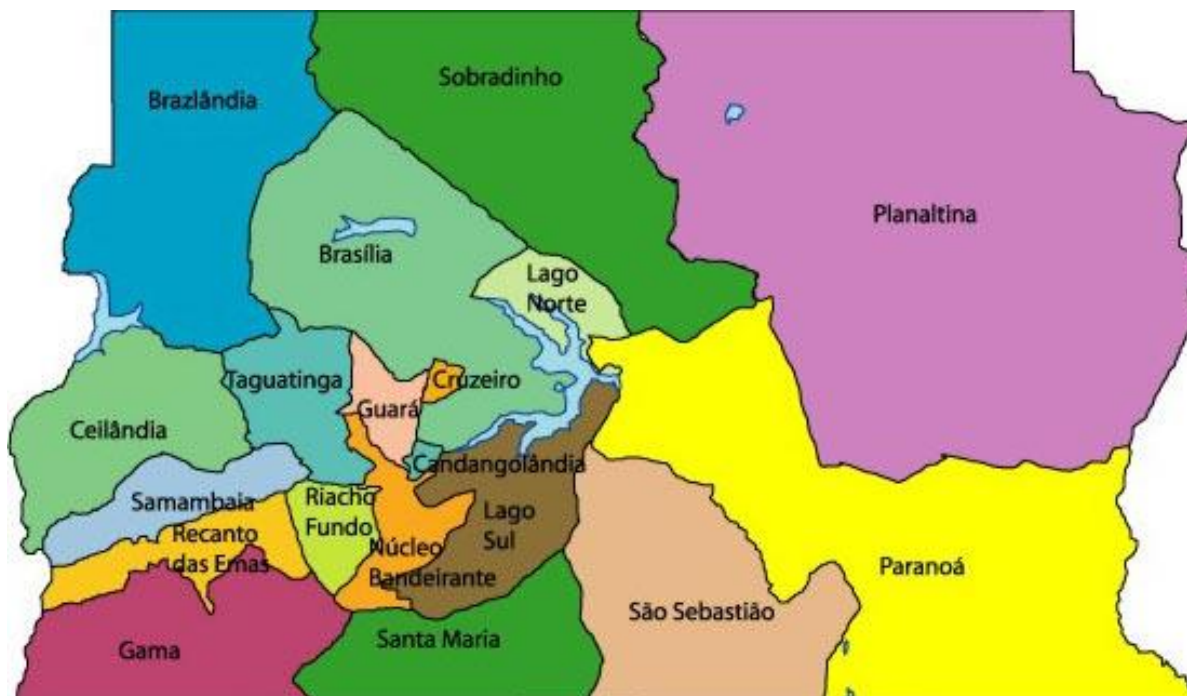 Sobradinho
Brazlândia
Planaltina
Brasília
Lago
Norte
Taguatinga
Cruzeiro
Guará
Ceilândia
Candangolândia
Samambaia
Riacho
Fundo
Lago
Sul
Recanto
das Emas
Núcleo
Bandeirante
Paranoá
São Sebastião
Santa Maria
Gama